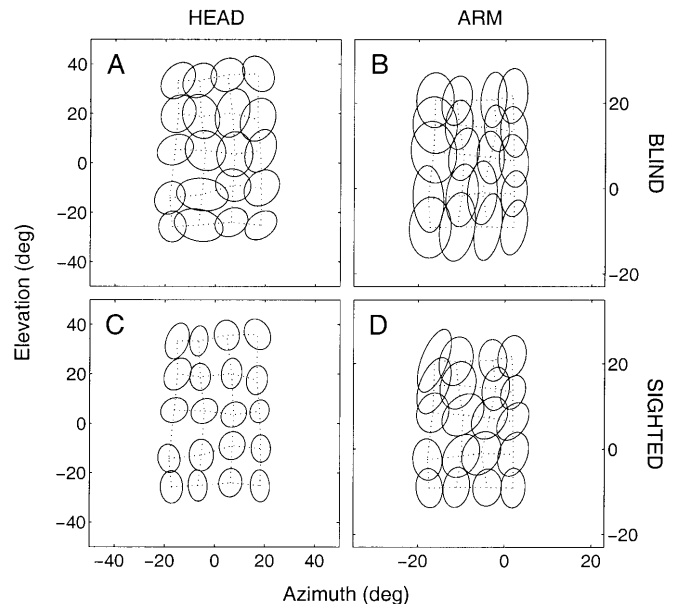 HEAD
ARM
A
B
40
20
0
−20
−40
20
0
−20
BLIND
Elevation (deg)
C
D
40
20
0
−20
−40
20
0
−20
SIGHTED
−40 −20 0 20 40
−20 0 20
Azimuth (deg)